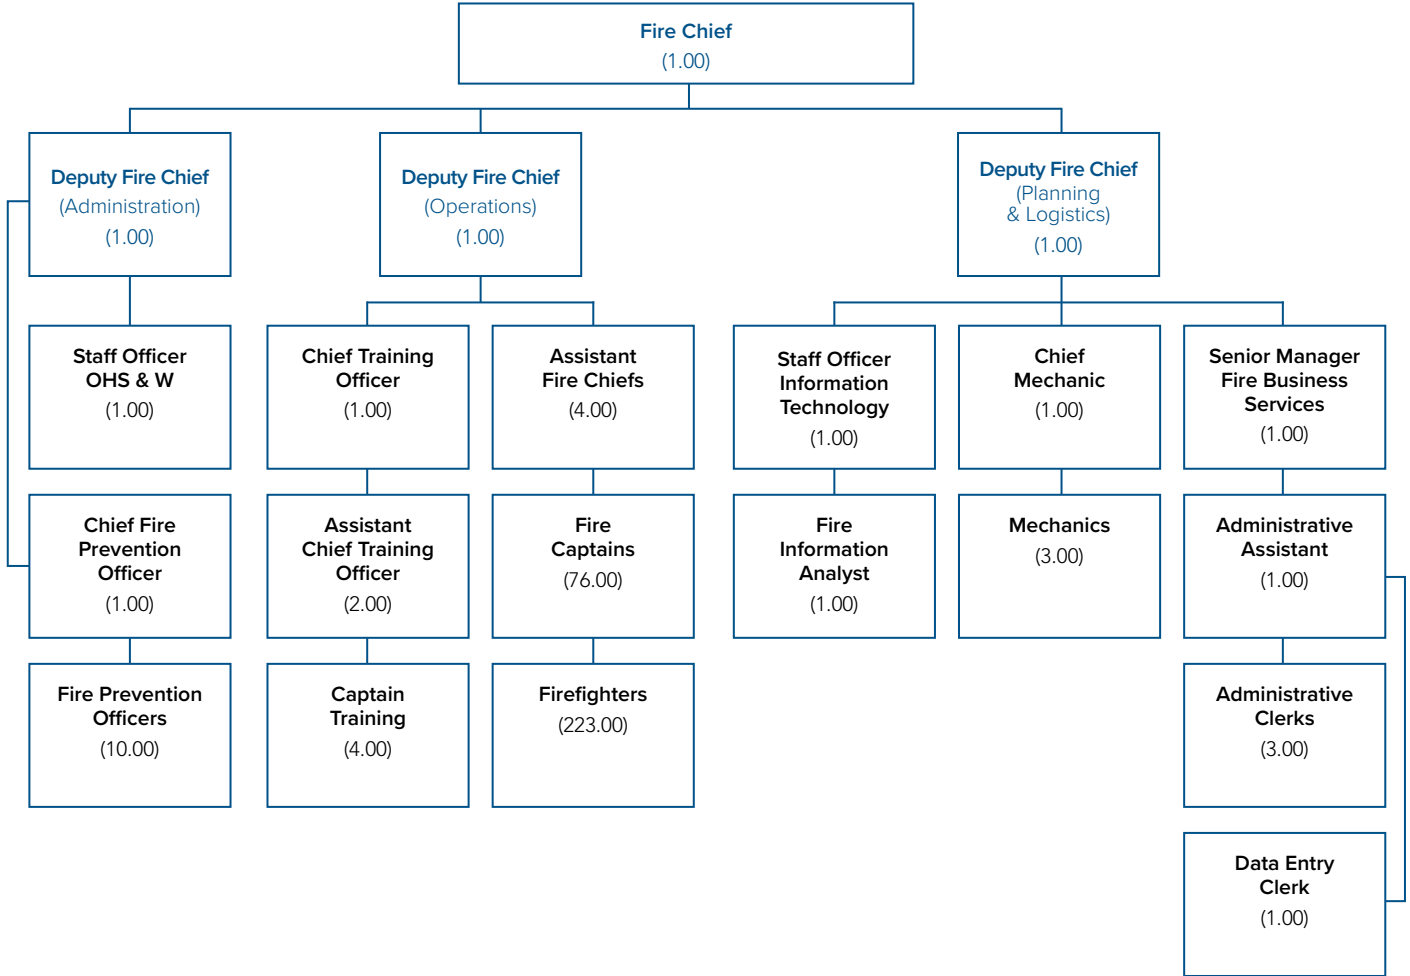 Fire Chief
(1.00)
Deputy Fire Chief
(Administration)
(1.00)
Deputy Fire Chief
(Operations)
(1.00)
Deputy Fire Chief
(Planning
& Logistics)
(1.00)
Staff Officer
OHS & W
(1.00)
Chief Training
Officer
(1.00)
Assistant
Fire Chiefs
(4.00)
Staff Officer
Information
Technology
(1.00)
Chief
Mechanic
(1.00)
Senior Manager
Fire Business
Services
(1.00)
Chief Fire
Prevention
Officer
(1.00)
Assistant
Chief Training
Officer
(2.00)
Fire
Captains
(76.00)
Fire
Information
Analyst
(1.00)
Mechanics
(3.00)
Administrative
Assistant
(1.00)
Fire Prevention
Officers
(10.00)
Captain
Training
(4.00)
Firefighters
(223.00)
Administrative
Clerks
(3.00)
Data Entry
Clerk
(1.00)